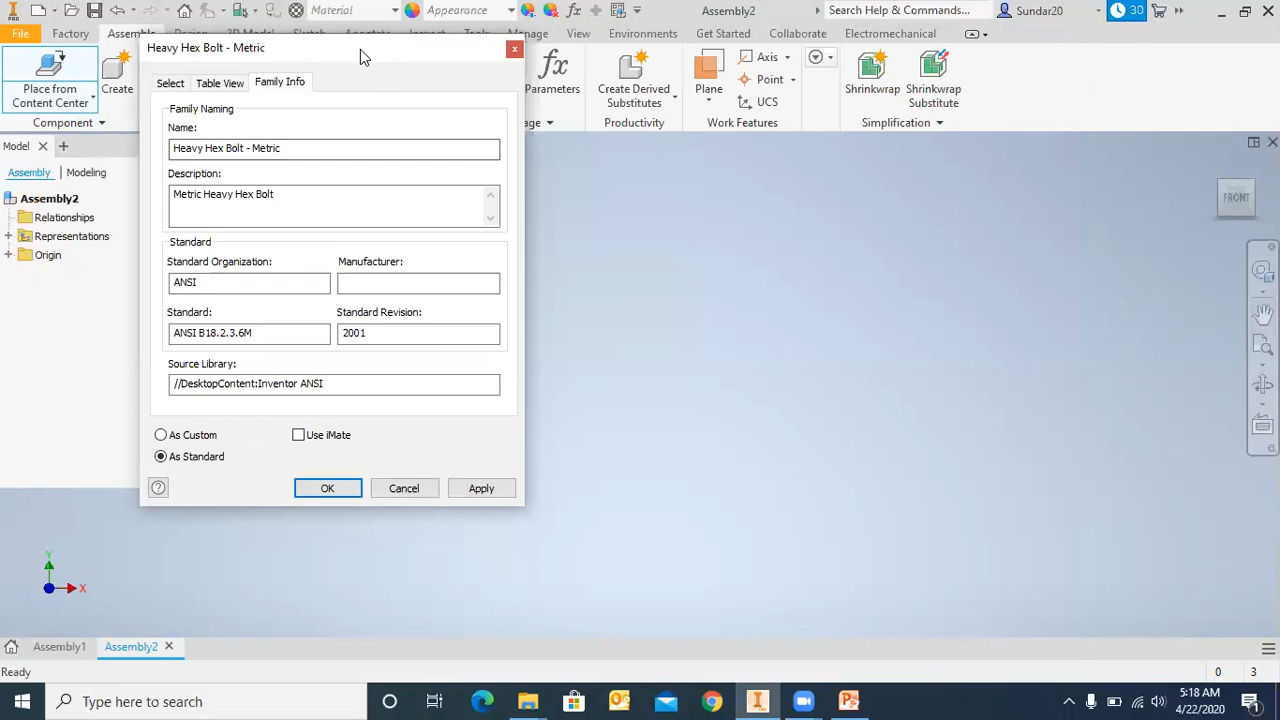 Material
Appearance
Assembly2
Search Help & Commands...
Sundar20
30
File
Factory
Assemble
3D Model
Sketch
View
Environments
Get Started
Collaborate
Electromechanical
Place from
Content Center
Create
Component
Parameters
Create Derived
Substitutes
Productivity
Plane
Axis
Point
UCS
Work Features
Shrinkwrap
Shrinkwrap
Substitute
Simplification
Heavy Hex Bolt - Metric
x
Select
Table View
Family Info
Family Naming
Name:
Heavy Hex Bolt - Metric
Description:
Metric Heavy Hex Bolt
Standard
Standard Organization:
Manufacturer:
ANSI
Standard:
Standard Revision:
ANSI B18.2.3.6M
2001
Source Library:
//DesktopContent:Inventor ANSI
As Custom
Use iMate
As Standard
OK
Cancel
Apply
Model
Assembly
Modeling
Assembly2
Relationships
Representations
Origin
FRONT
Y
X
Assembly1
Assembly2
Ready
0
3
Type here to search
5:18 AM
4/22/2020